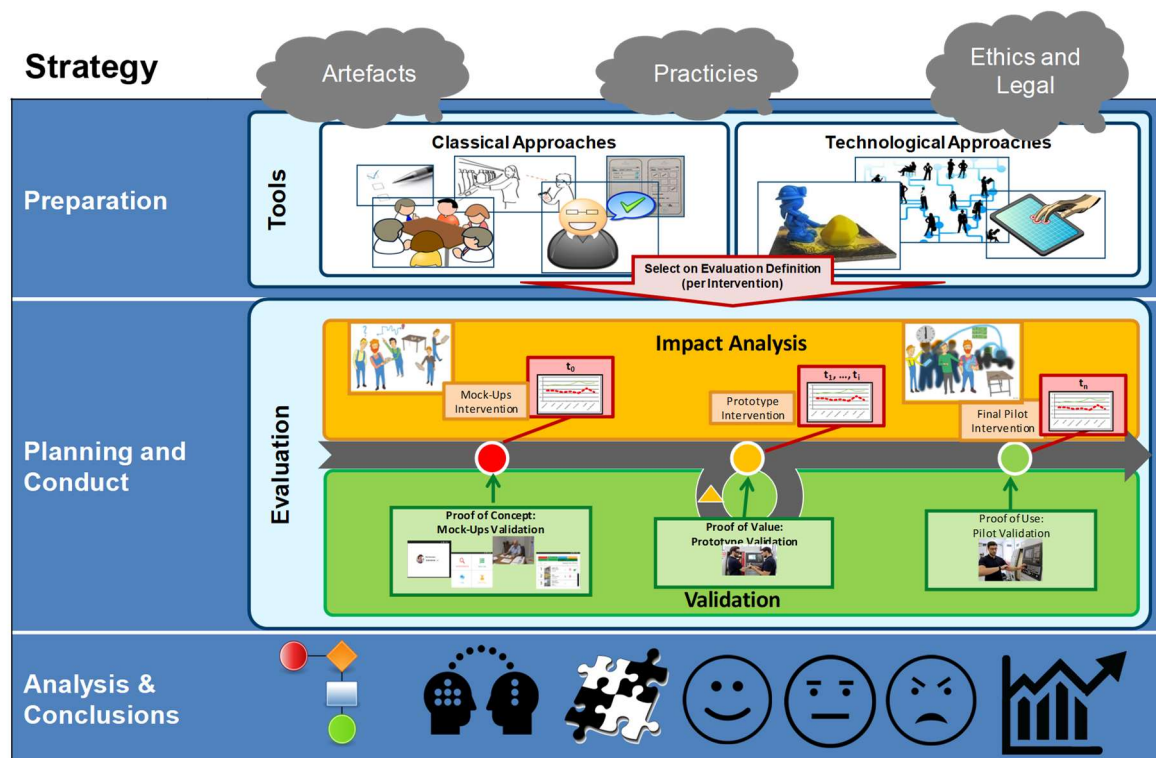 Strategy
Artefacts
Practicies
Ethics and
Legal
Preparation
Tools
Classical Approaches
Technological Approaches
Select on Evaluation Definition
(per Intervention)
Planning and
Conduct
Evaluation
Impact Analysis
Mock-Ups
Intervention
t0
Prototype
Intervention
t1, ..., ti
Final Pilot
Intervention
tn
Proof of Concept:
Mock-Ups Validation
Proof of Value:
Prototype Validation
Proof of Use:
Pilot Validation
Validation
Analysis &
Conclusions